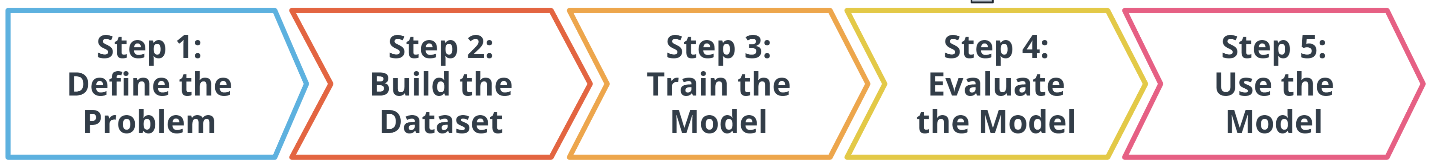 Step 1:
Define the
Problem
Step 2:
Build the
Dataset
Step 3:
Train the
Model
Step 4:
Evaluate
the Model
Step 5:
Use the
Model